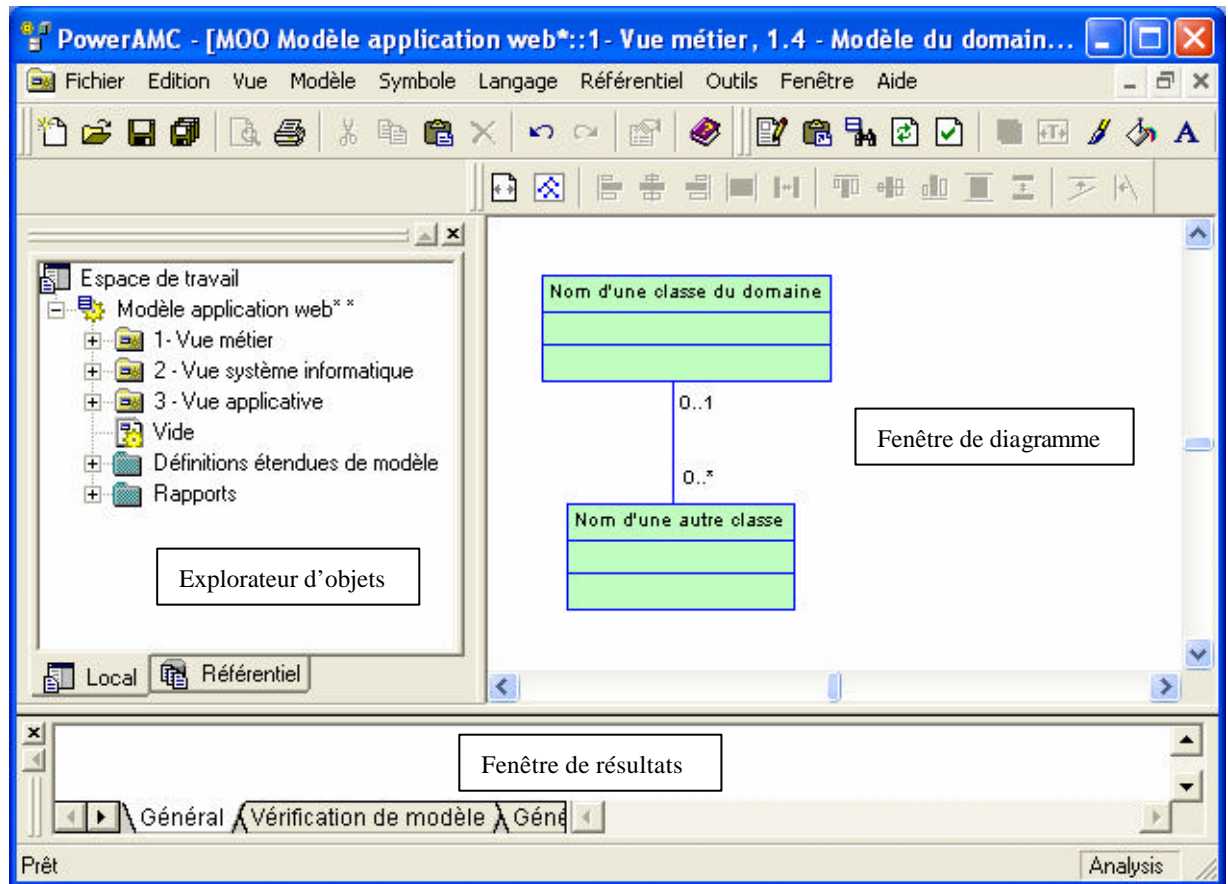 PowerAMC - [MOO Modèle application web*::1- Vue métier, 1.4 - Modèle du domain...
Fichier Edition Vue Modèle Symbole Langage Référentiel Outils Fenêtre Aide
Espace de travail
Modèle application web* *
1- Vue métier
2 - Vue système informatique
3 - Vue applicative
Vide
Définitions étendues de modèle
Rapports
Explorateur d’objets
Local Référentiel
Nom d'une classe du domaine
0..1
Fenêtre de diagramme
0..*
Nom d'une autre classe
Fenêtre de résultats
Général Vérification de modèle Géné
Prêt Analysis